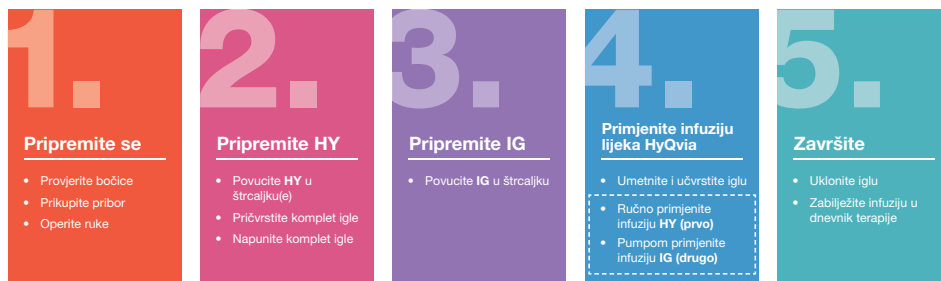 1.
Pripremite se
• Provjerite bočice
• Prikupite pribor
• Operite ruke
2.
Pripremite HY
• Povucite HY u
štrcaljku(e)
• Pričvrstite komplet igle
• Napunite komplet igle
3.
Pripremite IG
• Povucite IG u štrcaljku
4.
Primjenite infuziju
lijeka HyQvia
• Umetnite i učvrstite iglu
• Ručno primjenite
infuziju HY (prvo)
• Pumpom primjenite
infuziju IG (drugo)
5.
Završite
• Uklonite iglu
• Zabilježite infuziju u
dnevnik terapije